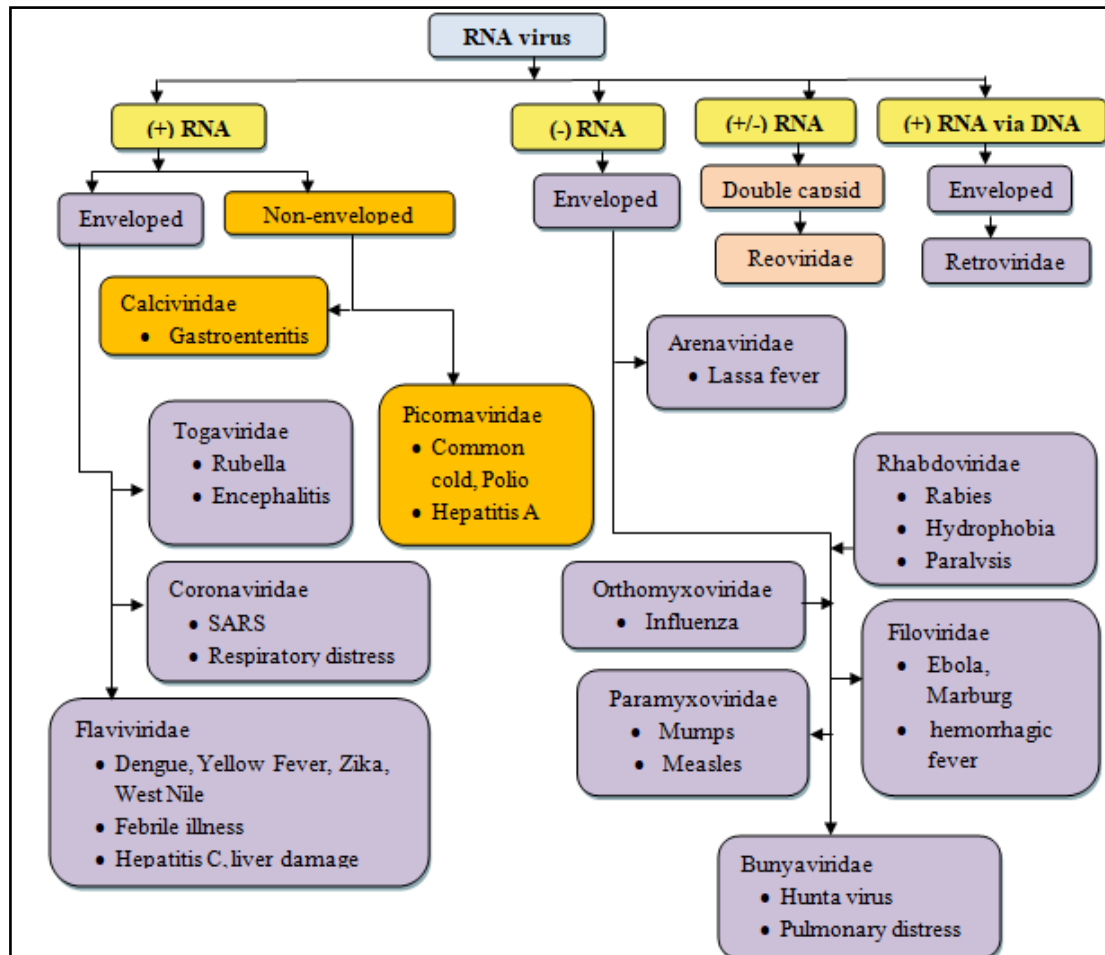 RNA virus
(+) RNA
(-) RNA
(+/-) RNA
(+) RNA via DNA
Enveloped
Non-enveloped
Enveloped
Double capsid
Enveloped
Reoviridae
Retroviridae
Calciviridae
• Gastroenteritis
Arenaviridae
• Lassa fever
Picornaviridae
• Common
cold, Polio
• Hepatitis A
Togaviridae
• Rubella
• Encephalitis
Rhabdoviridae
• Rabies
• Hydrophobia
• Paralysis
Coronaviridae
• SARS
• Respiratory distress
Orthomyxoviridae
• Influenza
Filoviridae
• Ebola,
Marburg
• hemorrhagic
fever
Paramyxoviridae
• Mumps
• Measles
Flaviviridae
• Dengue, Yellow Fever, Zika,
West Nile
• Febrile illness
• Hepatitis C, liver damage
Bunyaviridae
• Hunta virus
• Pulmonary distress